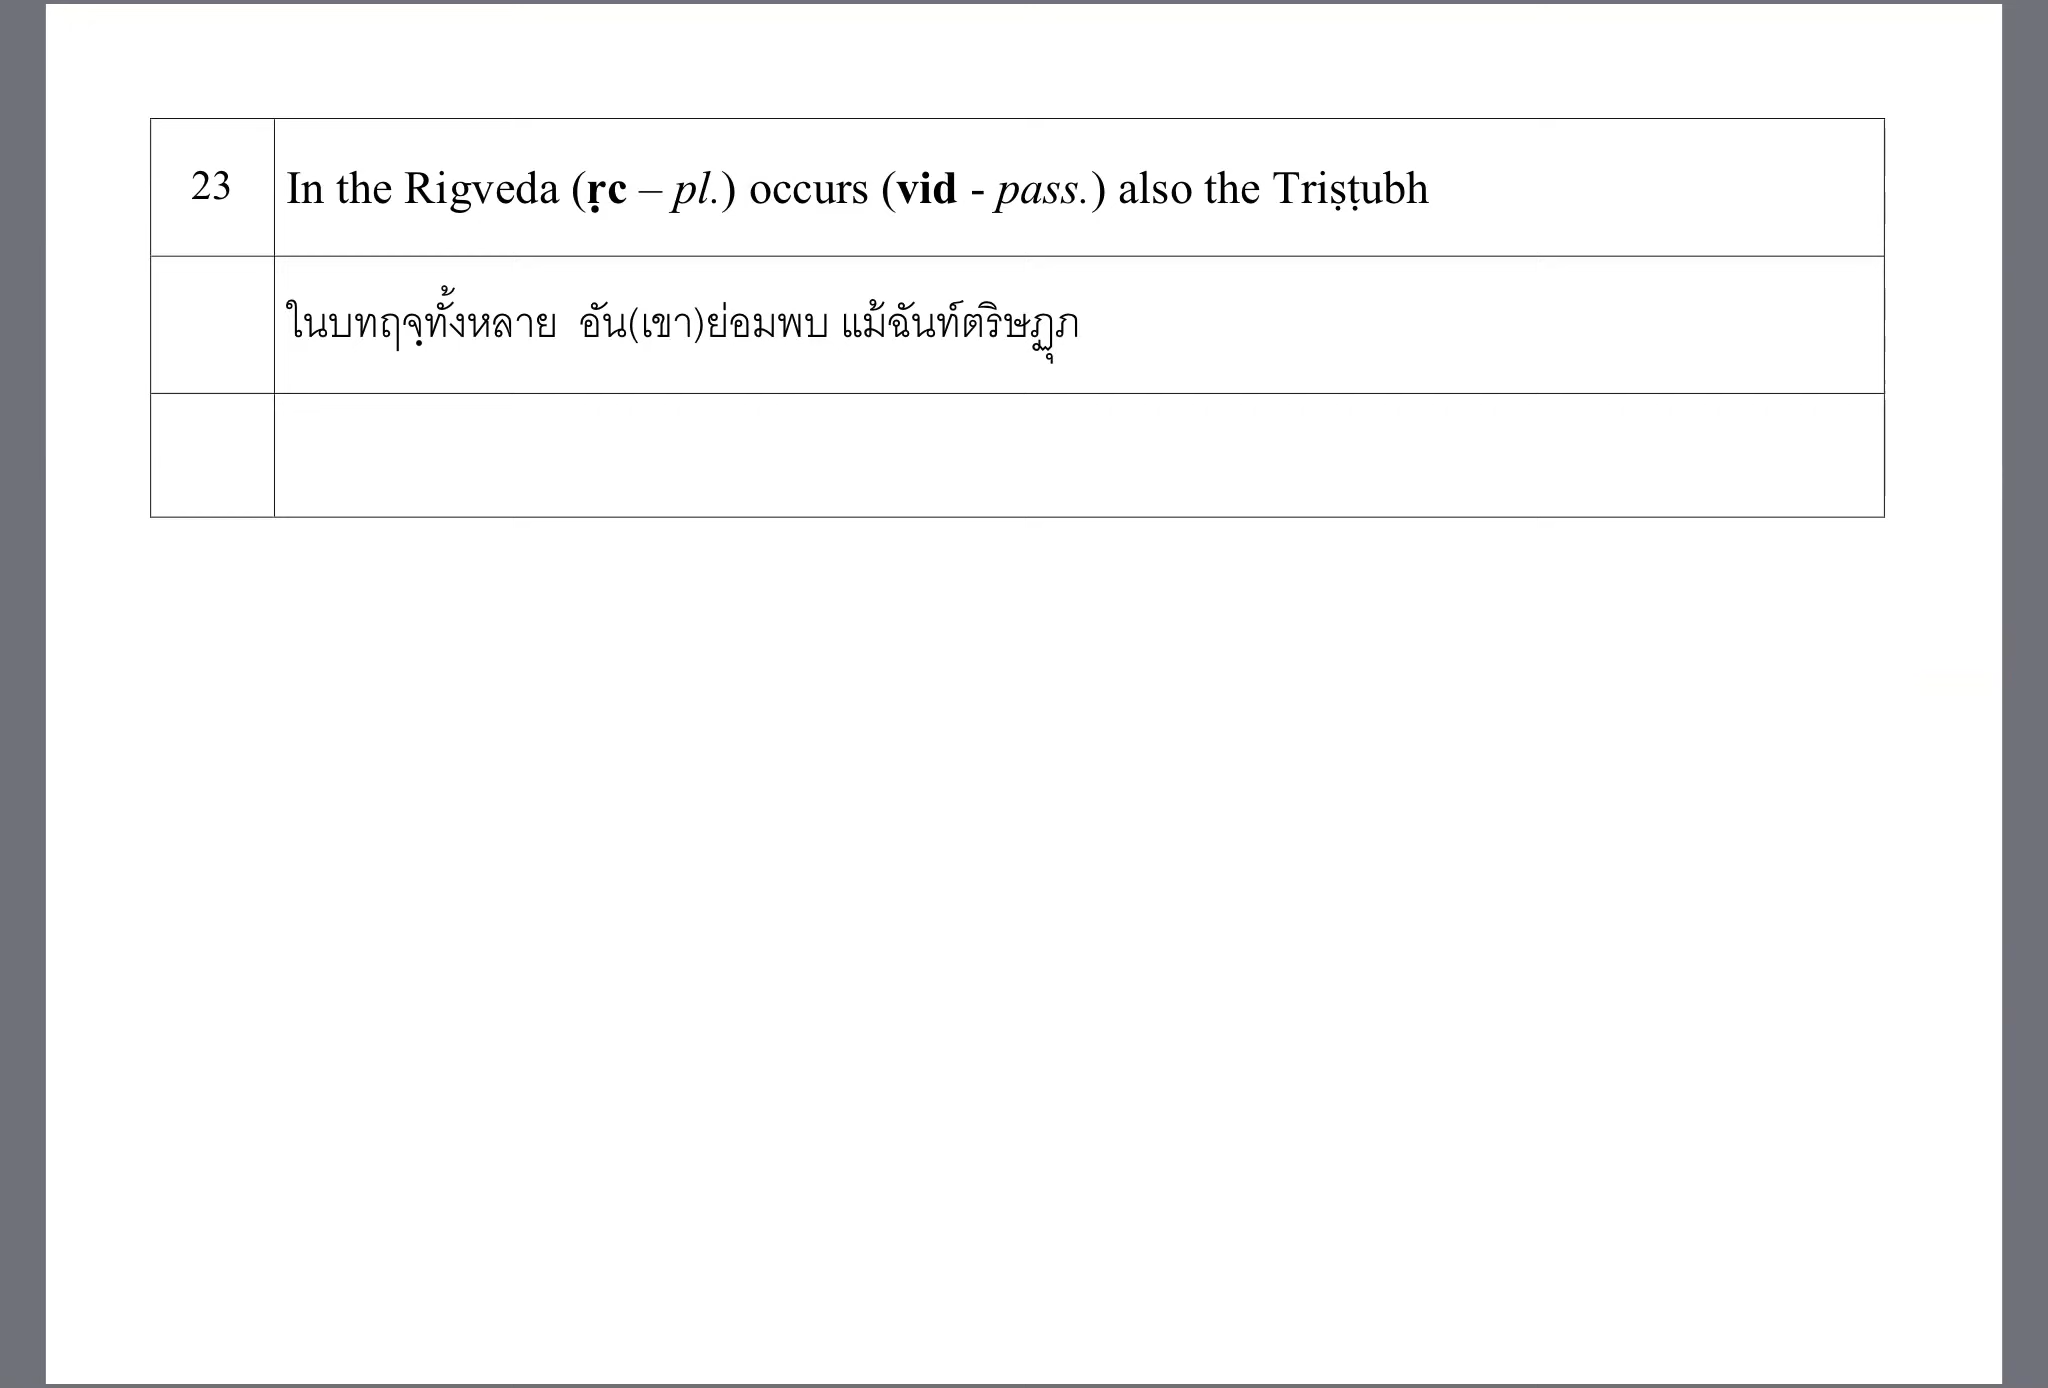 23 In the Rigveda (ṛc – pl.) occurs (vid - pass.) also the Triṣṭubh
ในบทฤจฺทั้งหลาย อัน(เขา)ย่อมพบ แม้ฉันท์ตริษฏุภ